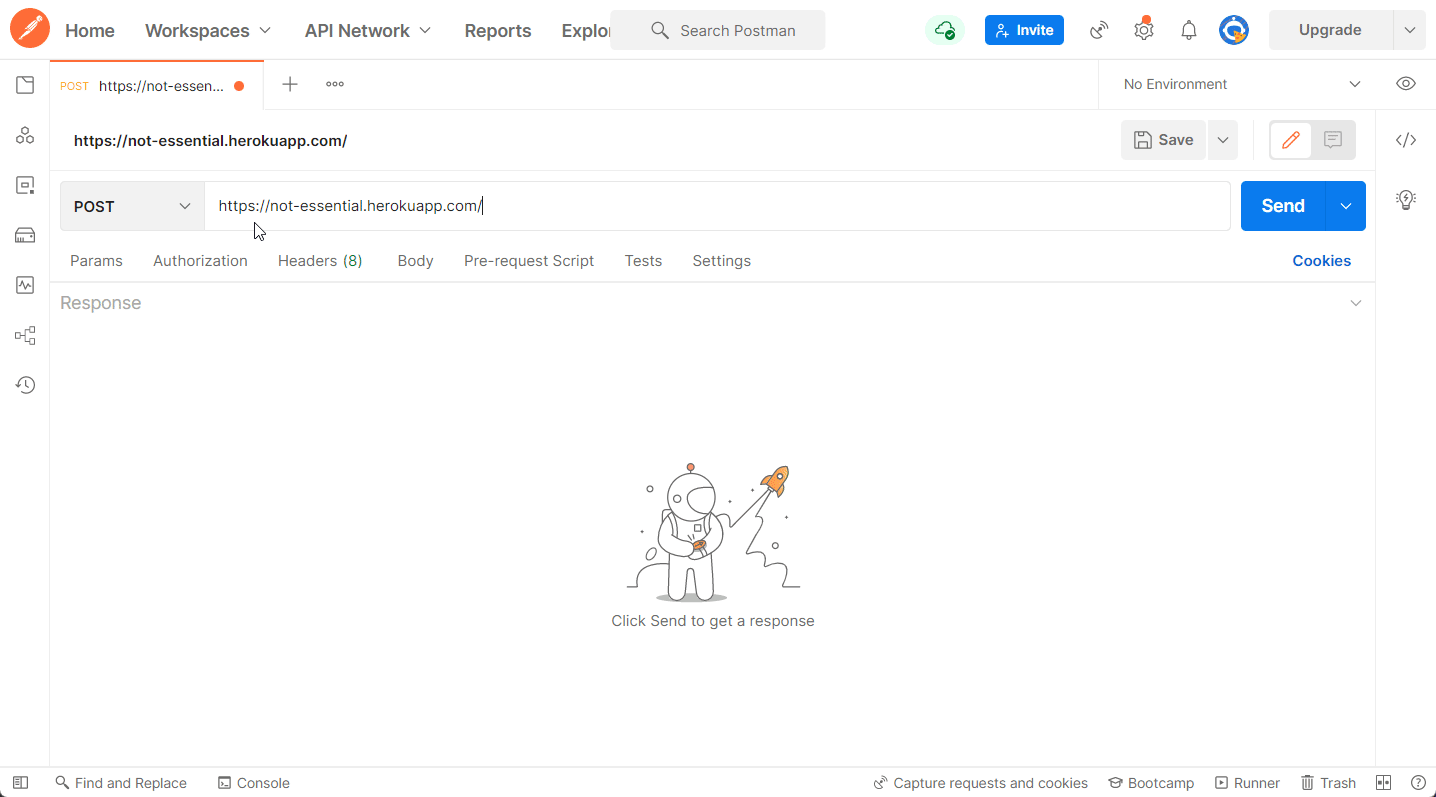 Home Workspaces API Network Reports Explor Search Postman Invite Upgrade
POST https://not-essen... No Environment
https://not-essential.herokuapp.com/ Save
POST https://not-essential.herokuapp.com/ Send
Params Authorization Headers (8) Body Pre-request Script Tests Settings Cookies
Response
Click Send to get a response
Find and Replace Console Capture requests and cookies Bootcamp Runner Trash